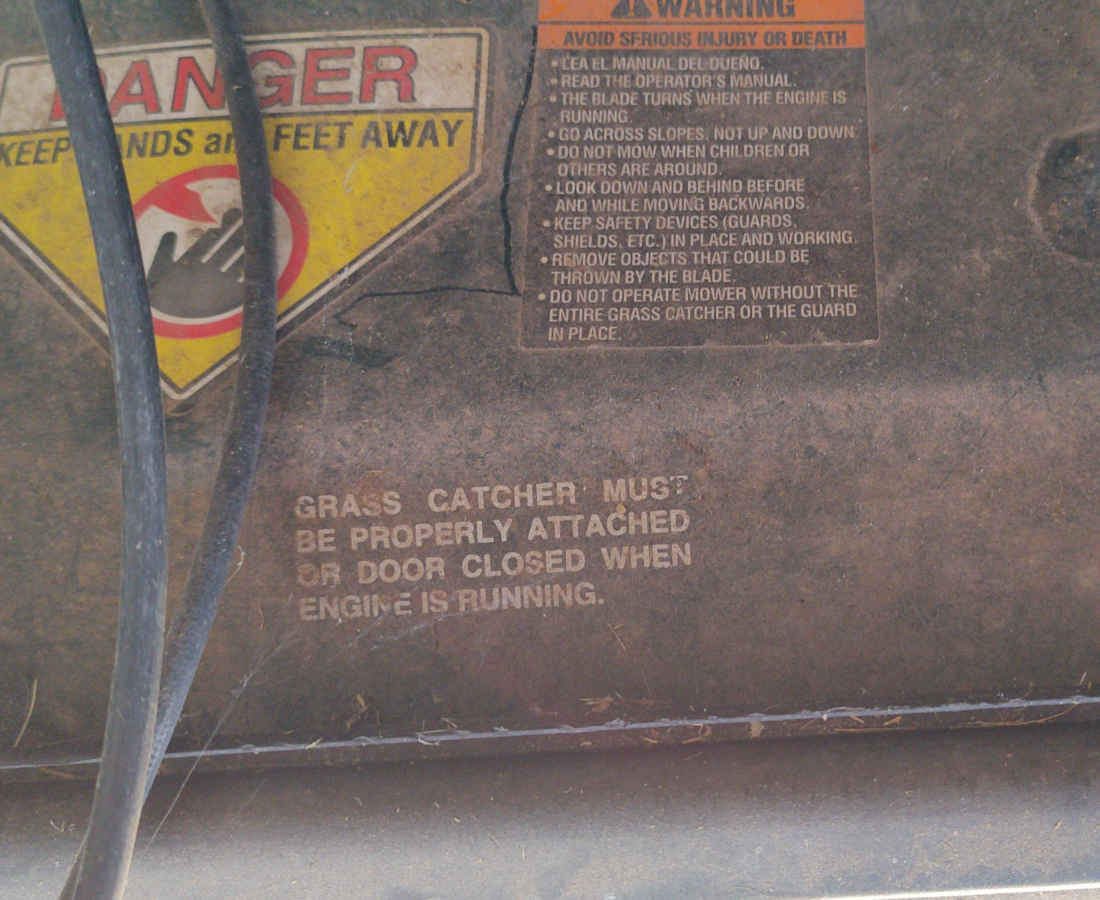 DANGER
KEEP HANDS and FEET AWAY
WARNING
AVOID SERIOUS INJURY OR DEATH
• LEA EL MANUAL DEL DUEÑO.
• READ THE OPERATOR'S MANUAL.
• THE BLADE TURNS WHEN THE ENGINE IS
RUNNING.
• GO ACROSS SLOPES, NOT UP AND DOWN.
• DO NOT MOW WHEN CHILDREN OR
OTHERS ARE AROUND.
• LOOK DOWN AND BEHIND BEFORE
AND WHILE MOVING BACKWARDS.
• KEEP SAFETY DEVICES (GUARDS,
SHIELDS, ETC.) IN PLACE AND WORKING.
• REMOVE OBJECTS THAT COULD BE
THROWN BY THE BLADE.
• DO NOT OPERATE MOWER WITHOUT THE
ENTIRE GRASS CATCHER OR THE GUARD
IN PLACE.
GRASS CATCHER MUST
BE PROPERLY ATTACHED
OR DOOR CLOSED WHEN
ENGINE IS RUNNING.